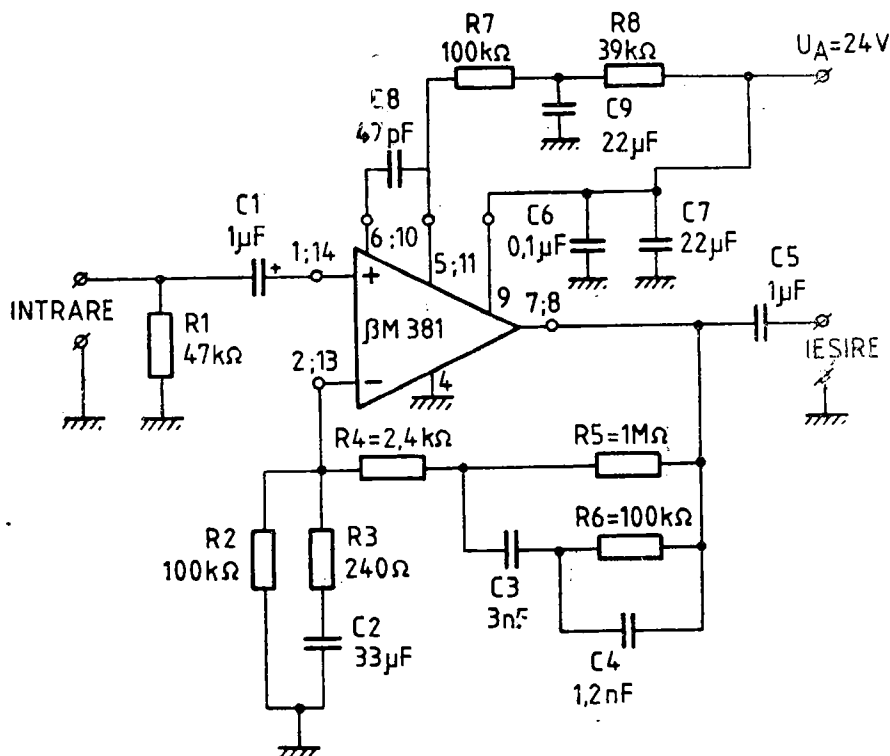 R7
100kΩ
R8
39kΩ
U_A=24V
C8
47pF
C9
22µF
C1
1µF
1;14
6;10
5;11
C6
0,1µF
C7
22µF
C5
1µF
INTRARE
R1
47kΩ
+
+
βM 381
9
7;8
IESIRE
2;13
−
4
R4=2,4kΩ
R5=1MΩ
R6=100kΩ
R2
100kΩ
R3
240Ω
C3
3nF
C2
33µF
C4
1,2nF